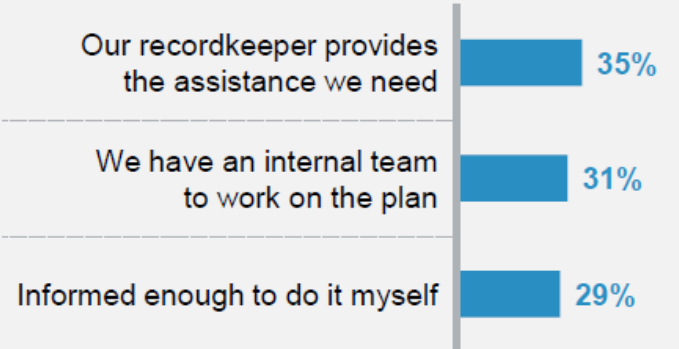 Our recordkeeper provides
the assistance we need
35%
We have an internal team
to work on the plan
31%
Informed enough to do it myself
29%